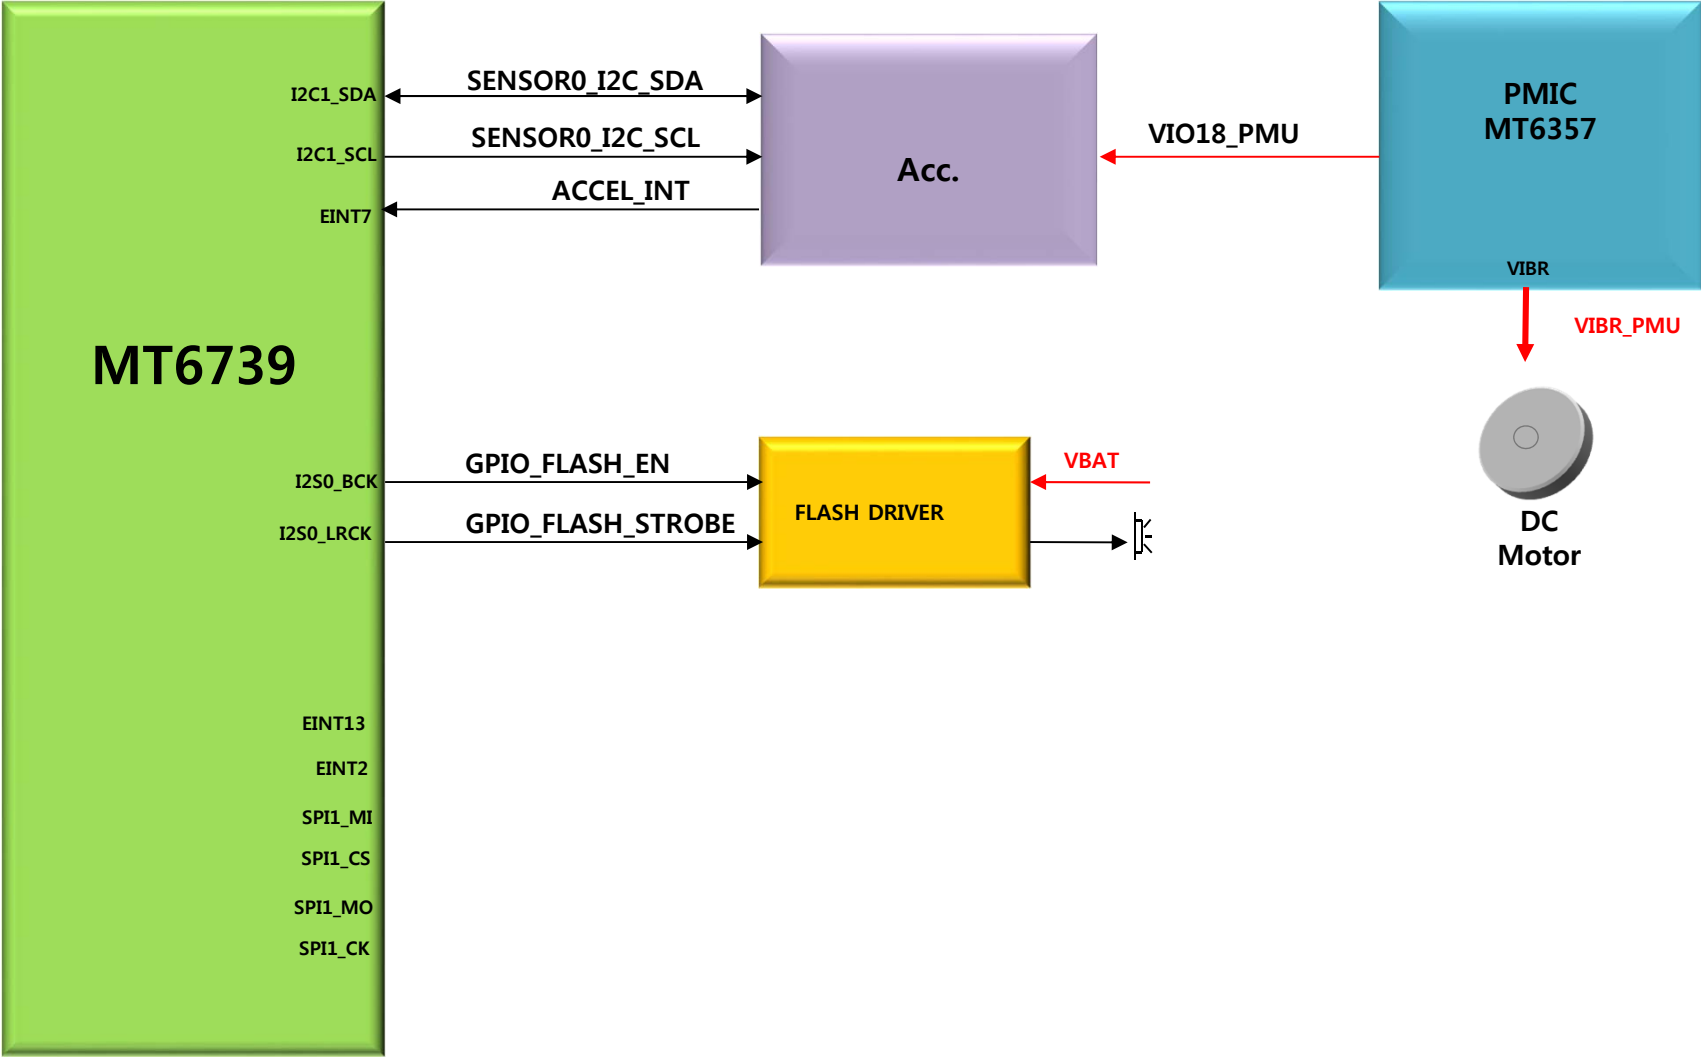 I2C1_SDA
SENSOR0_I2C_SDA
I2C1_SCL
SENSOR0_I2C_SCL
EINT7
ACCEL_INT
Acc.
VIO18_PMU
PMIC
MT6357
VIBR
VIBR_PMU
MT6739
I2S0_BCK
GPIO_FLASH_EN
I2S0_LRCK
GPIO_FLASH_STROBE
FLASH DRIVER
VBAT
DC
Motor
EINT13
EINT2
SPI1_MI
SPI1_CS
SPI1_MO
SPI1_CK